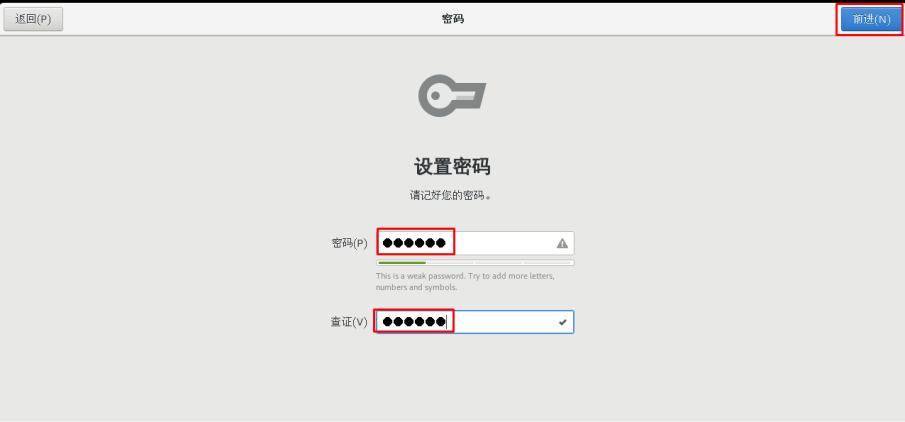 返回(P)
密码
前进(N)
设置密码
请记好您的密码。
密码(P)
●●●●●●
This is a weak password. Try to add more letters,
numbers and symbols.
查证(V)
●●●●●●